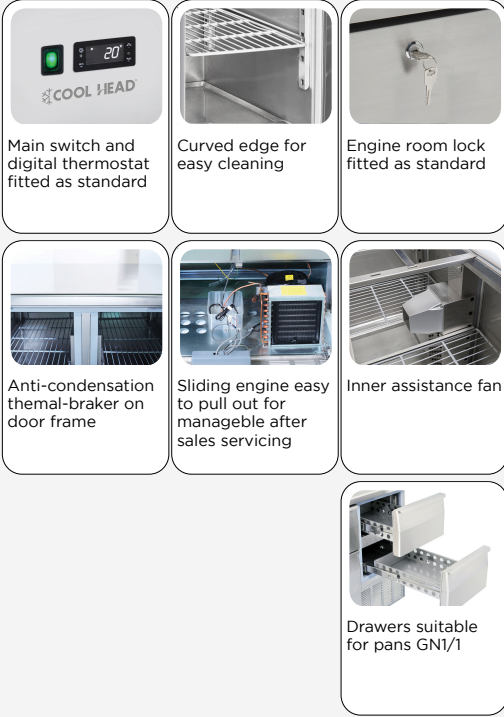 20°
COOL HEAD
Main switch and
digital thermostat
fitted as standard
Curved edge for
easy cleaning
Engine room lock
fitted as standard
Anti-condensation
themal-braker on
door frame
Sliding engine easy
to pull out for
manageble after
sales servicing
Inner assistance fan
Drawers suitable
for pans GN1/1